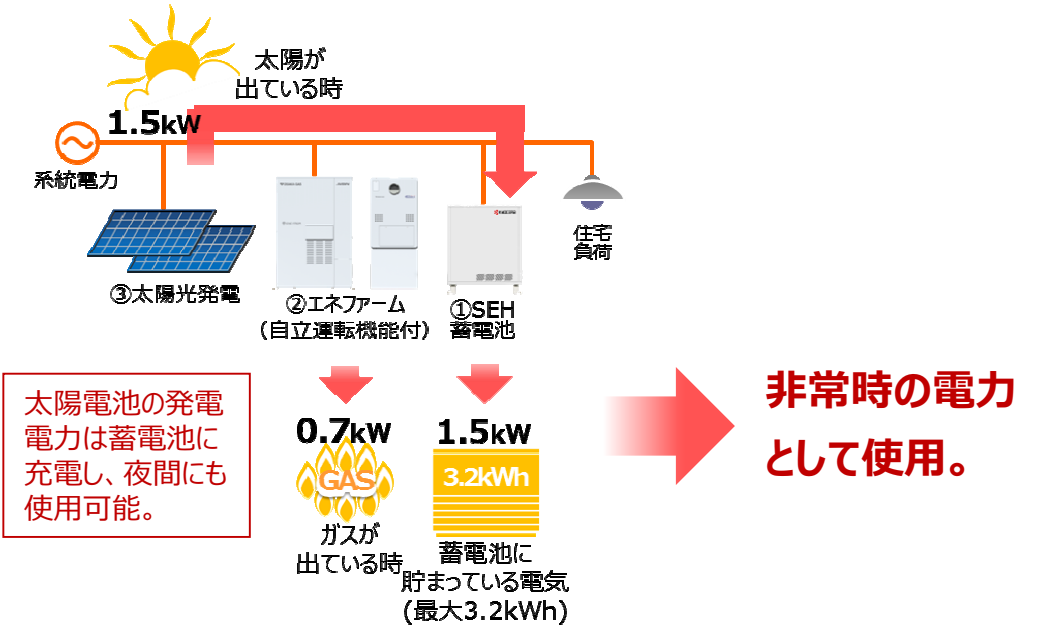 太陽が
出ている時
1.5kW
系統電力
住宅
負荷
③太陽光発電
②エネファーム
(自立運転機能付)
①SEH
蓄電池
太陽電池の発電
電力は蓄電池に
充電し、夜間にも
使用可能。
0.7kW
GAS
ガスが
出ている時
1.5kW
3.2kWh
蓄電池に
貯まっている電気
(最大3.2kWh)
非常時の電力
として使用。